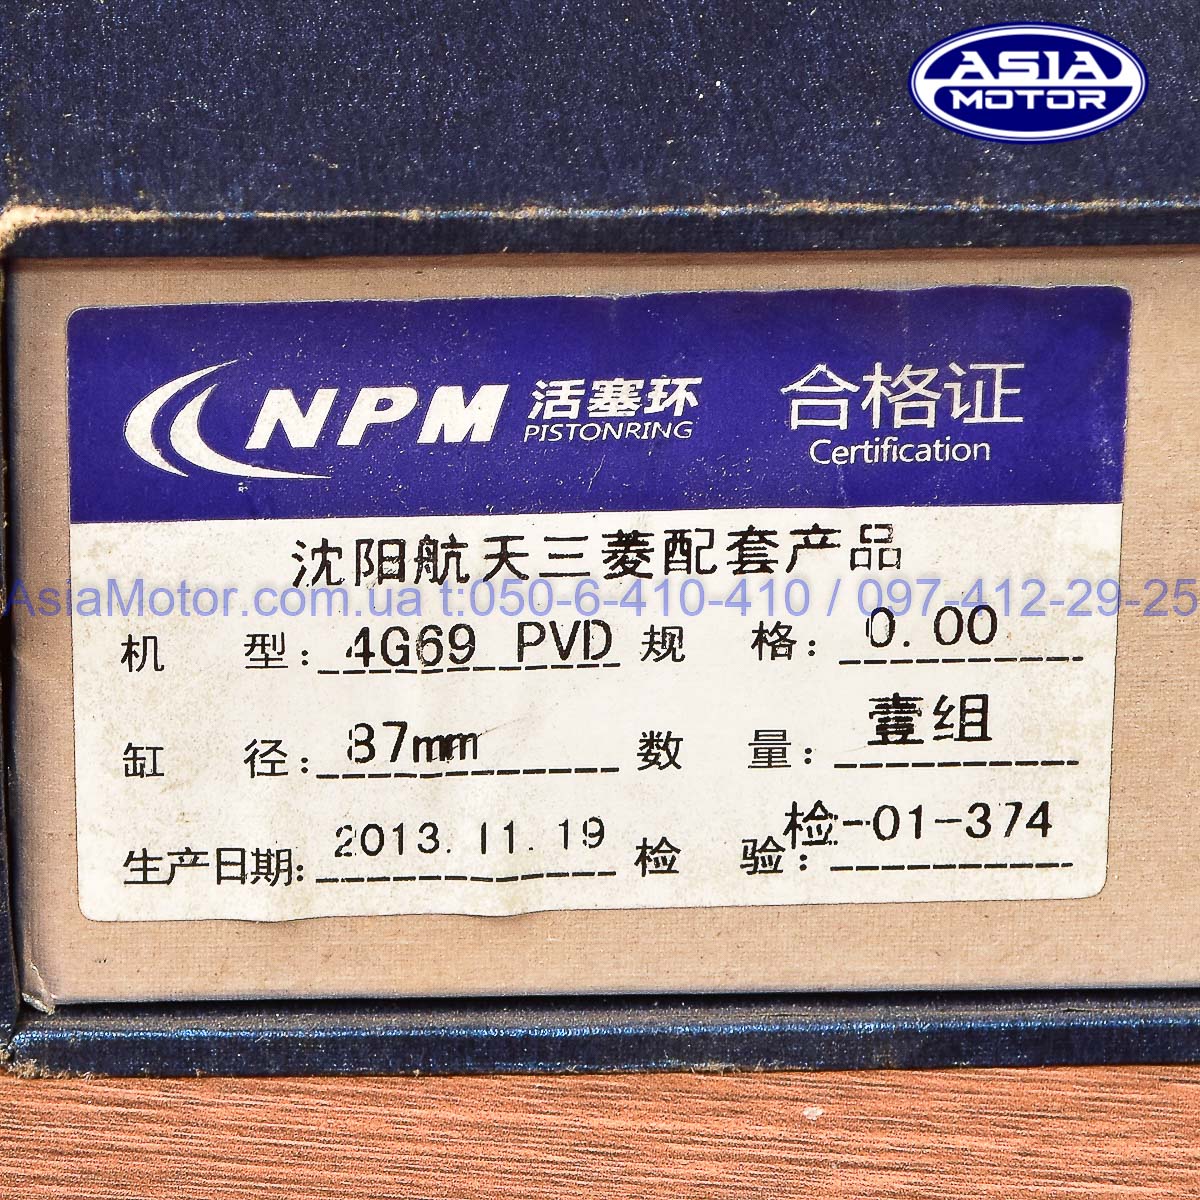 ASIA
MOTOR
NPM 活塞环 合格证
PISTONRING Certification
沈阳航天三菱配套产品
AsiaMotor.com.ua t:050-6-410-410 / 097-412-29-25
机 型: 4G69 PVD 规 格: 0.00
缸 径: 87mm 数 量: 壹组
生产日期: 2013.11.19 检 验: 检-01-374